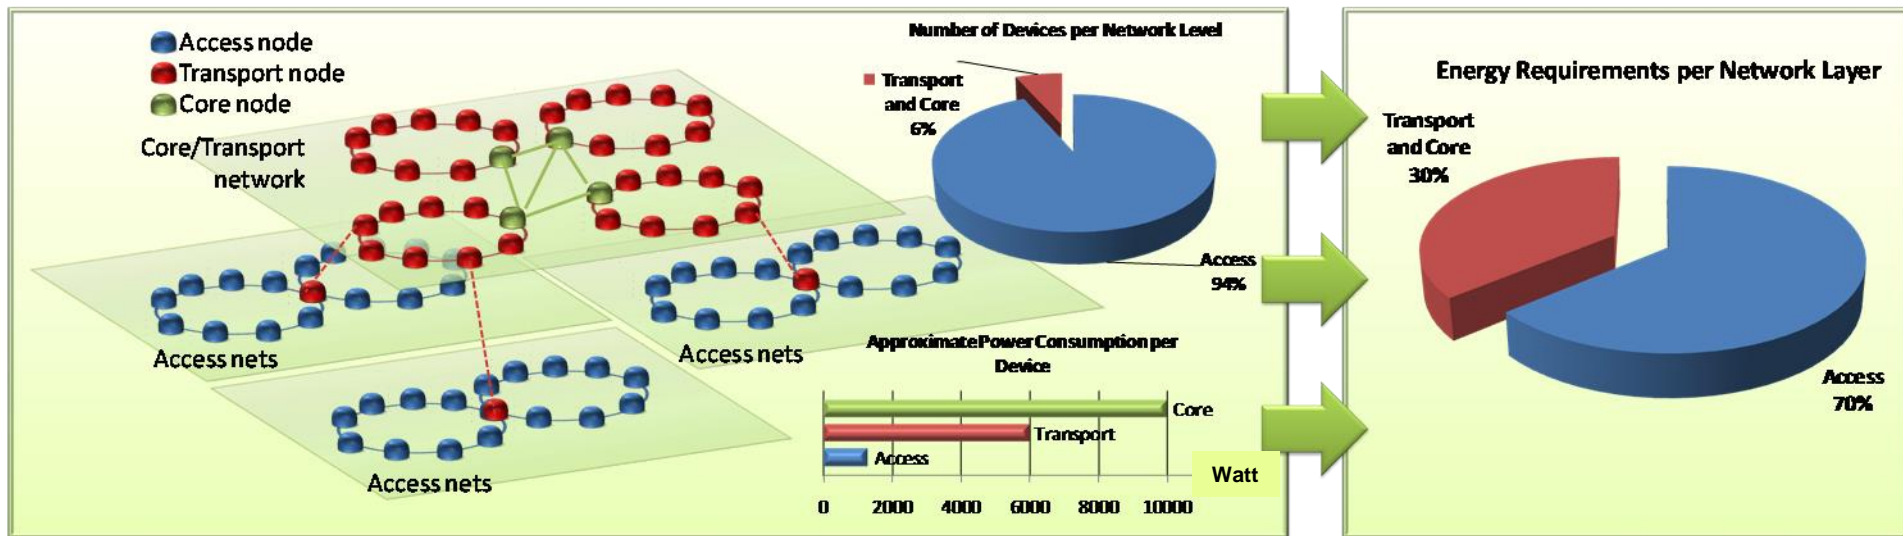 Access node
Transport node
Core node
Core/Transport
network
Access nets
Access nets
Access nets
Number of Devices per Network Level
Transport
and Core
6%
Access
94%
Approximate Power Consumption per
Device
Core
Transport
Access
0 2000 4000 6000 8000 10000
Watt
Energy Requirements per Network Layer
Transport
and Core
30%
Access
70%